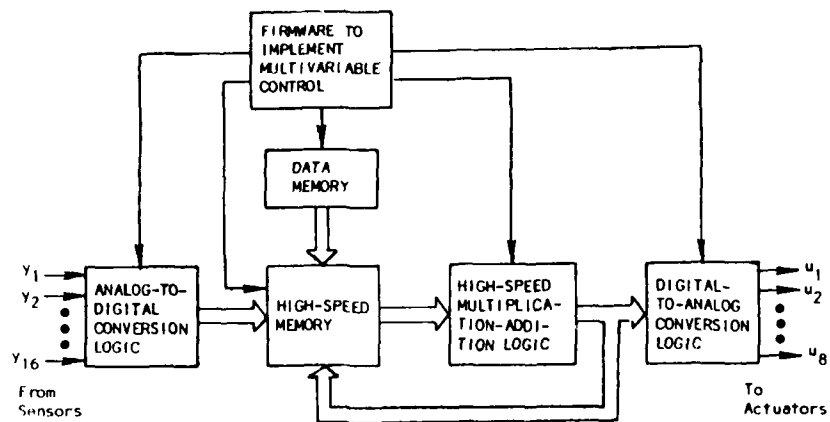 FIRMWARE TO
IMPLEMENT
MULTIVARIABLE
CONTROL
DATA
MEMORY
y1
y2
y16
From
Sensors
ANALOG-TO-
DIGITAL
CONVERSION
LOGIC
HIGH-SPEED
MEMORY
HIGH-SPEED
MULTIPLICA-
TION-ADDI-
TION LOGIC
DIGITAL-
TO-ANALOG
CONVERSION
LOGIC
u1
u2
u8
To
Actuators